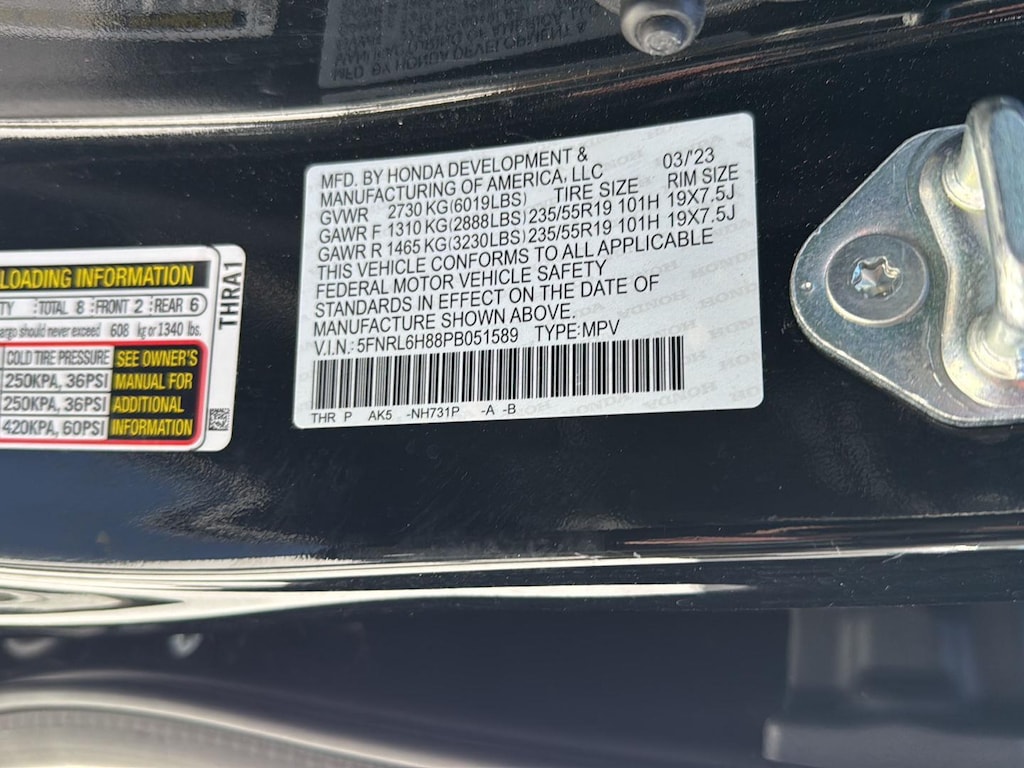 MFD. BY HONDA DEVELOPMENT &
MANUFACTURING OF AMERICA, LLC 03/'23
GVWR 2730 KG(6019LBS) TIRE SIZE RIM SIZE
GAWR F 1310 KG(2888LBS) 235/55R19 101H 19X7.5J
GAWR R 1465 KG(3230LBS) 235/55R19 101H 19X7.5J
THIS VEHICLE CONFORMS TO ALL APPLICABLE
FEDERAL MOTOR VEHICLE SAFETY
STANDARDS IN EFFECT ON THE DATE OF
MANUFACTURE SHOWN ABOVE.
V.I.N.: 5FNRL6H88PB051589 TYPE:MPV
THR P AK5 -NH731P -A -B
LOADING INFORMATION
TOTAL 8 FRONT 2 REAR 6
should never exceed 608 kg or 1340 lbs.
COLD TIRE PRESSURE SEE OWNER'S
250KPA, 36PSI MANUAL FOR
250KPA, 36PSI ADDITIONAL
420KPA, 60PSI INFORMATION
THRA1